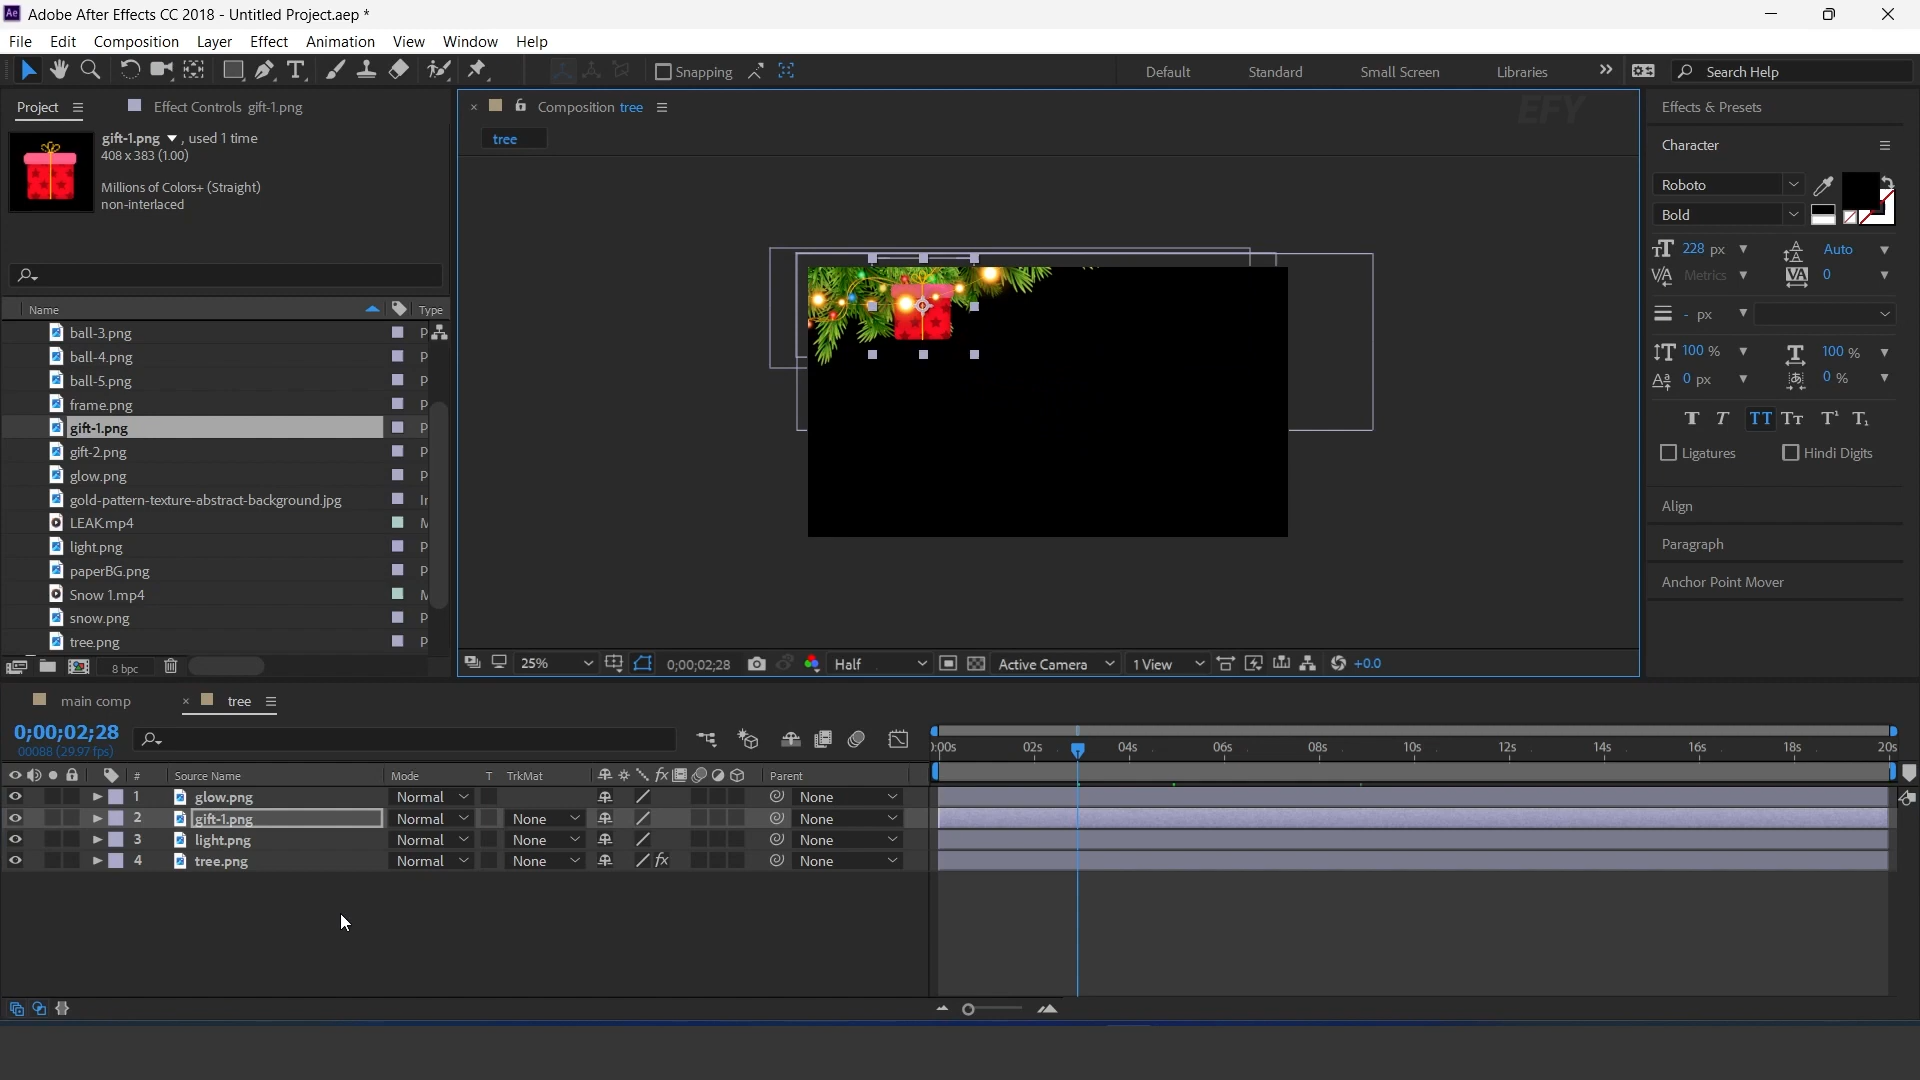 Ae Adobe After Effects CC 2018 - Untitled Project.aep *
File Edit Composition Layer Effect Animation View Window Help
Snapping Default Standard Small Screen Libraries >> Search Help
Project Effect Controls gift-1.png Composition tree EFY Effects & Presets
gift-1.png , used 1 time
408 x 383 (1.00)
Millions of Colors+ (Straight)
non-interlaced
tree
Character
Roboto
Bold
228 px Auto
Metrics 0
- px
100 % 100 %
0 px 0 %
T T TT Tт T¹ T₁
Ligatures Hindi Digits
Align
Paragraph
Anchor Point Mover
Name Type
ball-3.png P
ball-4.png P
ball-5.png P
frame.png P
gift-1.png P
gift-2.png P
glow.png P
gold-pattern-texture-abstract-background.jpg
LEAK.mp4
light.png P
paperBG.png P
Snow 1.mp4
snow.png P
tree.png P
8 bpc
25% 0;00;02;28 Half Active Camera 1 View +0.0
main comp tree
0;00;02;28
00088 (29.97 fps)
):00s 02s 04s 06s 08s 10s 12s 14s 16s 18s 20s
# Source Name Mode T TrkMat fx Parent
1 glow.png Normal None
2 gift-1.png Normal None None
3 light.png Normal None None
4 tree.png Normal None fx None